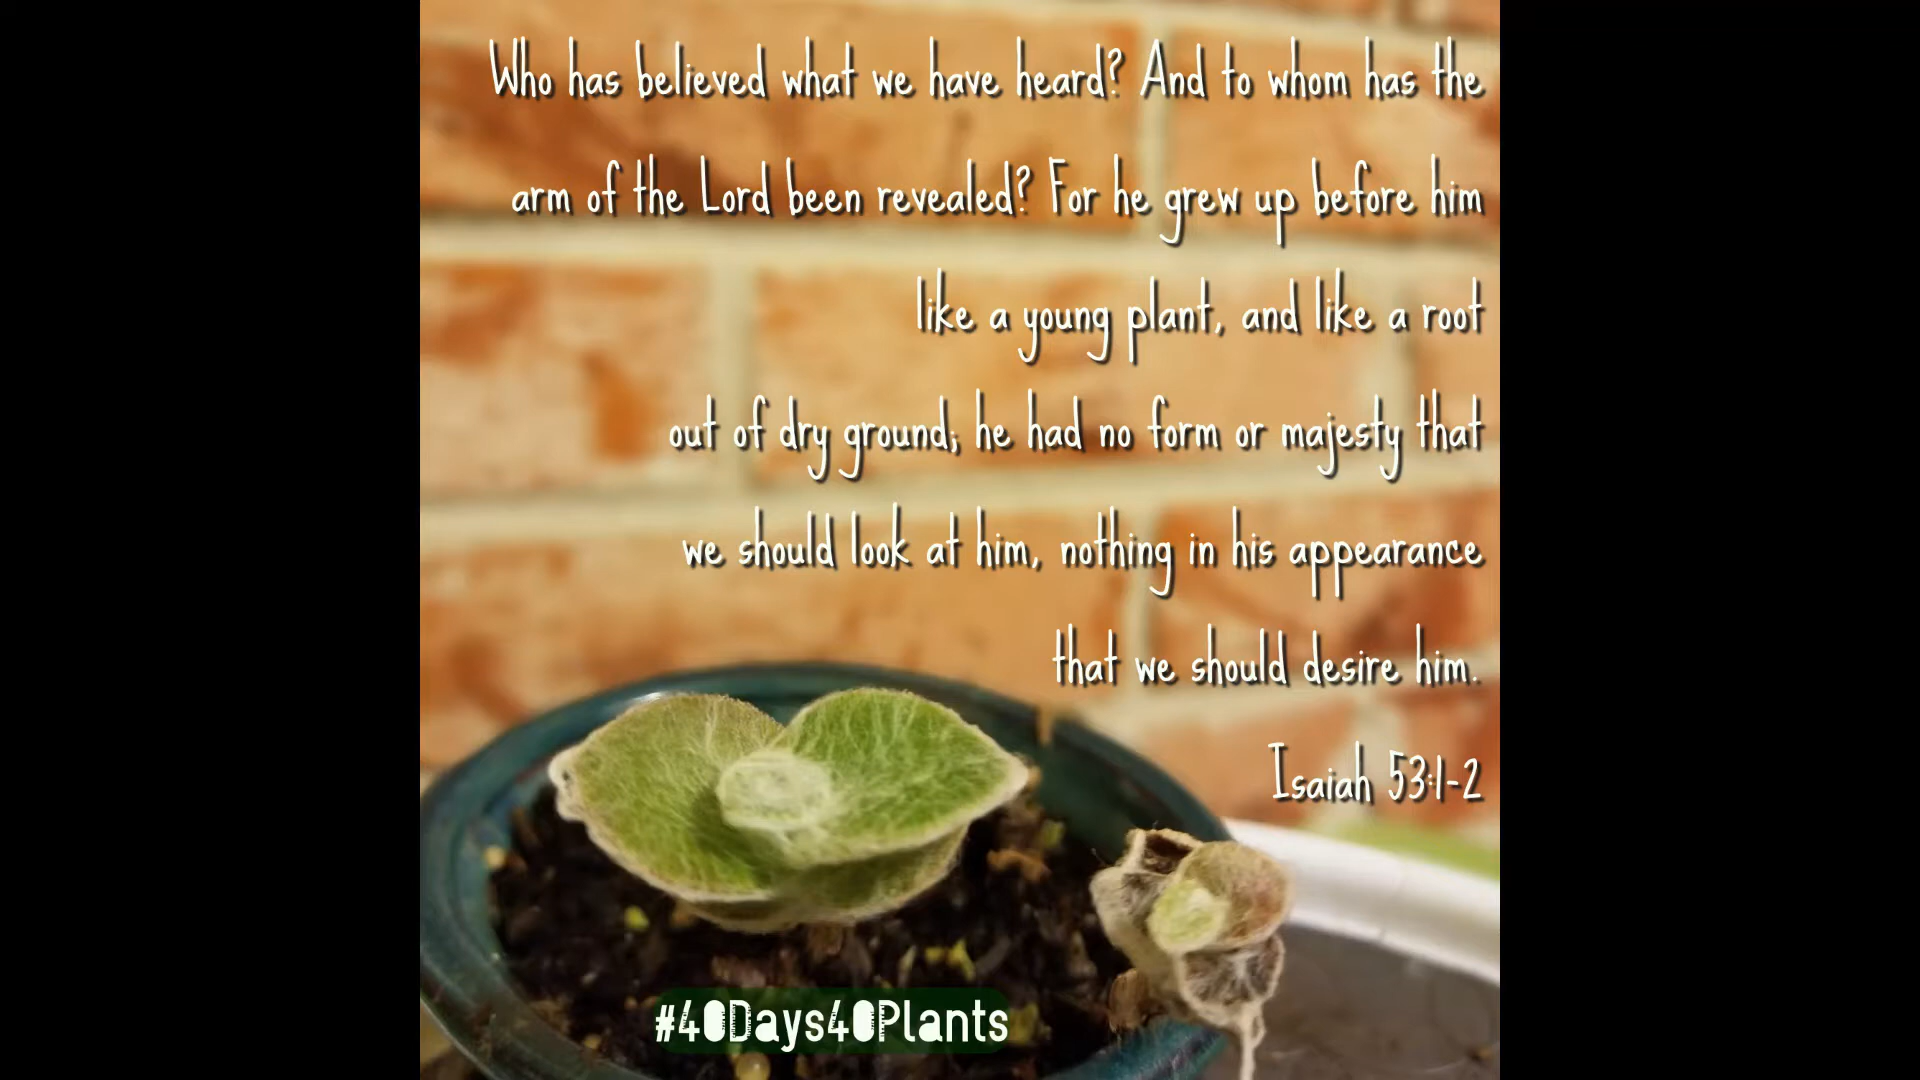 Who has believed what we have heard? And to whom has the
arm of the Lord been revealed? For he grew up before him
like a young plant, and like a root
out of dry ground; he had no form or majesty that
we should look at him, nothing in his appearance
that we should desire him.
Isaiah 53:1-2
#40Days40Plants